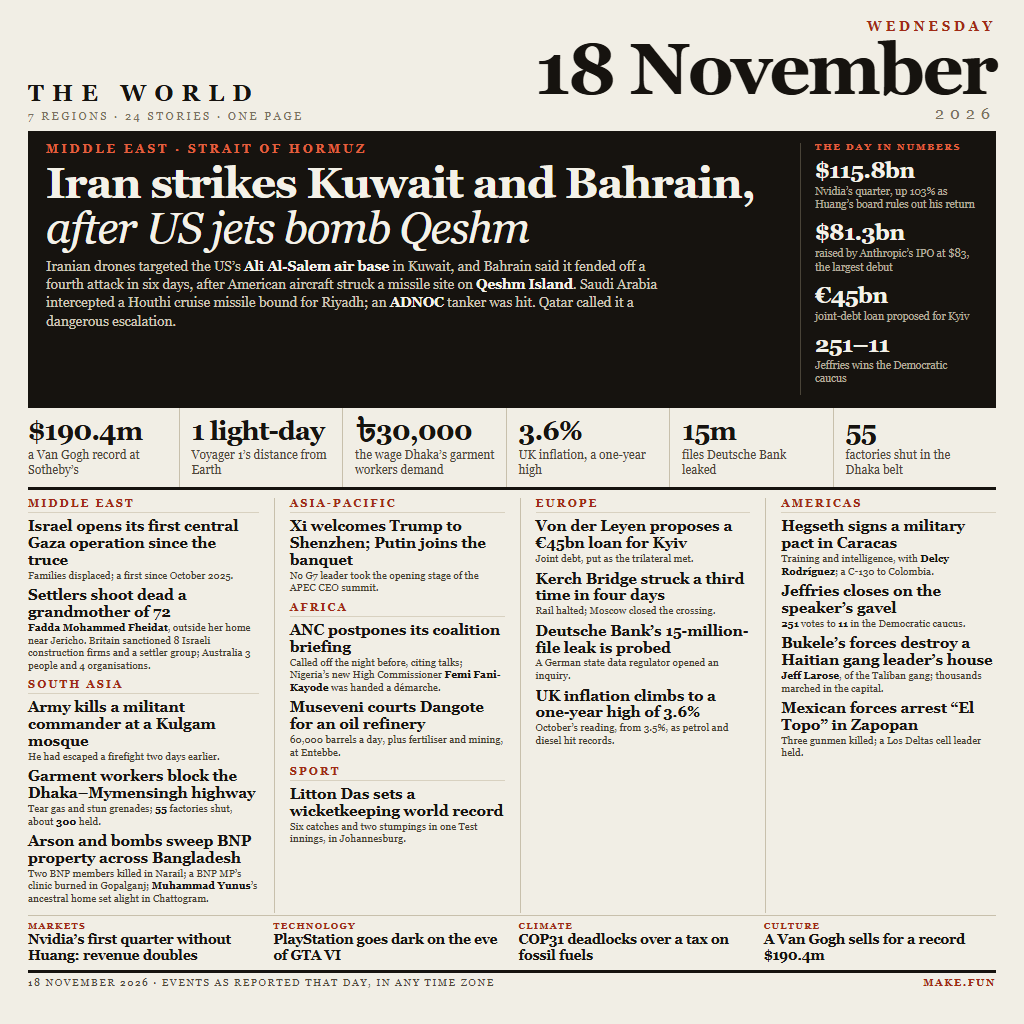 WEDNESDAY
18 November
2026
THE WORLD
7 REGIONS · 24 STORIES · ONE PAGE
MIDDLE EAST · STRAIT OF HORMUZ
Iran strikes Kuwait and Bahrain,
after US jets bomb Qeshm
Iranian drones targeted the US's Ali Al-Salem air base in Kuwait, and Bahrain said it fended off a
fourth attack in six days, after American aircraft struck a missile site on Qeshm Island. Saudi Arabia
intercepted a Houthi cruise missile bound for Riyadh; an ADNOC tanker was hit. Qatar called it a
dangerous escalation.
THE DAY IN NUMBERS
$115.8bn
Nvidia's quarter, up 103% as
Huang's board rules out his return
$81.3bn
raised by Anthropic's IPO at $83,
the largest debut
€45bn
joint-debt loan proposed for Kyiv
251–11
Jeffries wins the Democratic
caucus
$190.4m
a Van Gogh record at
Sotheby's
1 light-day
Voyager 1's distance from
Earth
৳30,000
the wage Dhaka's garment
workers demand
3.6%
UK inflation, a one-year
high
15m
files Deutsche Bank
leaked
55
factories shut in the
Dhaka belt
MIDDLE EAST
Israel opens its first central
Gaza operation since the
truce
Families displaced; a first since October 2025.
Settlers shoot dead a
grandmother of 72
Fadda Mohammed Fheidat, outside her home
near Jericho. Britain sanctioned 8 Israeli
construction firms and a settler group; Australia 3
people and 4 organisations.
SOUTH ASIA
Army kills a militant
commander at a Kulgam
mosque
He had escaped a firefight two days earlier.
Garment workers block the
Dhaka–Mymensingh highway
Tear gas and stun grenades; 55 factories shut,
about 300 held.
Arson and bombs sweep BNP
property across Bangladesh
Two BNP members killed in Narail; a BNP MP's
clinic burned in Gopalganj; Muhammad Yunus's
ancestral home set alight in Chattogram.
ASIA-PACIFIC
Xi welcomes Trump to
Shenzhen; Putin joins the
banquet
No G7 leader took the opening stage of the
APEC CEO summit.
AFRICA
ANC postpones its coalition
briefing
Called off the night before, citing talks;
Nigeria's new High Commissioner Femi Fani-
Kayode was handed a démarche.
Museveni courts Dangote
for an oil refinery
60,000 barrels a day, plus fertiliser and mining,
at Entebbe.
SPORT
Litton Das sets a
wicketkeeping world record
Six catches and two stumpings in one Test
innings, in Johannesburg.
EUROPE
Von der Leyen proposes a
€45bn loan for Kyiv
Joint debt, put as the trilateral met.
Kerch Bridge struck a third
time in four days
Rail halted; Moscow closed the crossing.
Deutsche Bank's 15-million-
file leak is probed
A German state data regulator opened an
inquiry.
UK inflation climbs to a
one-year high of 3.6%
October's reading, from 3.5%, as petrol and
diesel hit records.
AMERICAS
Hegseth signs a military
pact in Caracas
Training and intelligence, with Delcy
Rodríguez; a C-130 to Colombia.
Jeffries closes on the
speaker's gavel
251 votes to 11 in the Democratic caucus.
Bukele's forces destroy a
Haitian gang leader's house
Jeff Larose, of the Taliban gang; thousands
marched in the capital.
Mexican forces arrest “El
Topo” in Zapopan
Three gunmen killed; a Los Deltas cell leader
held.
MARKETS
Nvidia's first quarter without
Huang: revenue doubles
TECHNOLOGY
PlayStation goes dark on the eve
of GTA VI
CLIMATE
COP31 deadlocks over a tax on
fossil fuels
CULTURE
A Van Gogh sells for a record
$190.4m
18 NOVEMBER 2026 · EVENTS AS REPORTED THAT DAY, IN ANY TIME ZONE
MAKE.FUN